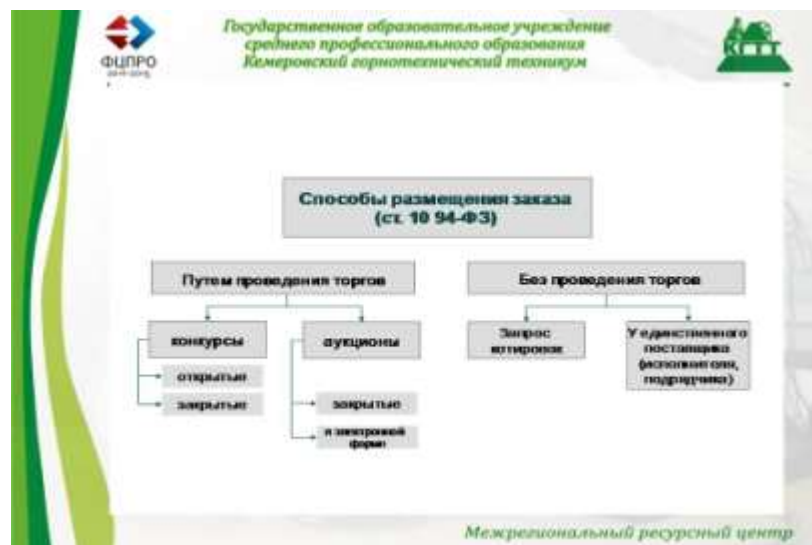 Государственное образовательное учреждение
среднего профессионального образования
Кемеровский горнотехнический техникум
ФЦПРО
2011-2015
КГТТ
Способы размещения заказа
(ст. 10 94-ФЗ)
Путем проведения торгов
Без проведения торгов
конкурсы
аукционы
Запрос
котировок
У единственного
поставщика
(исполнителя,
подрядчика)
открытые
закрытые
закрытые
в электронной
форме
Межрегиональный ресурсный центр